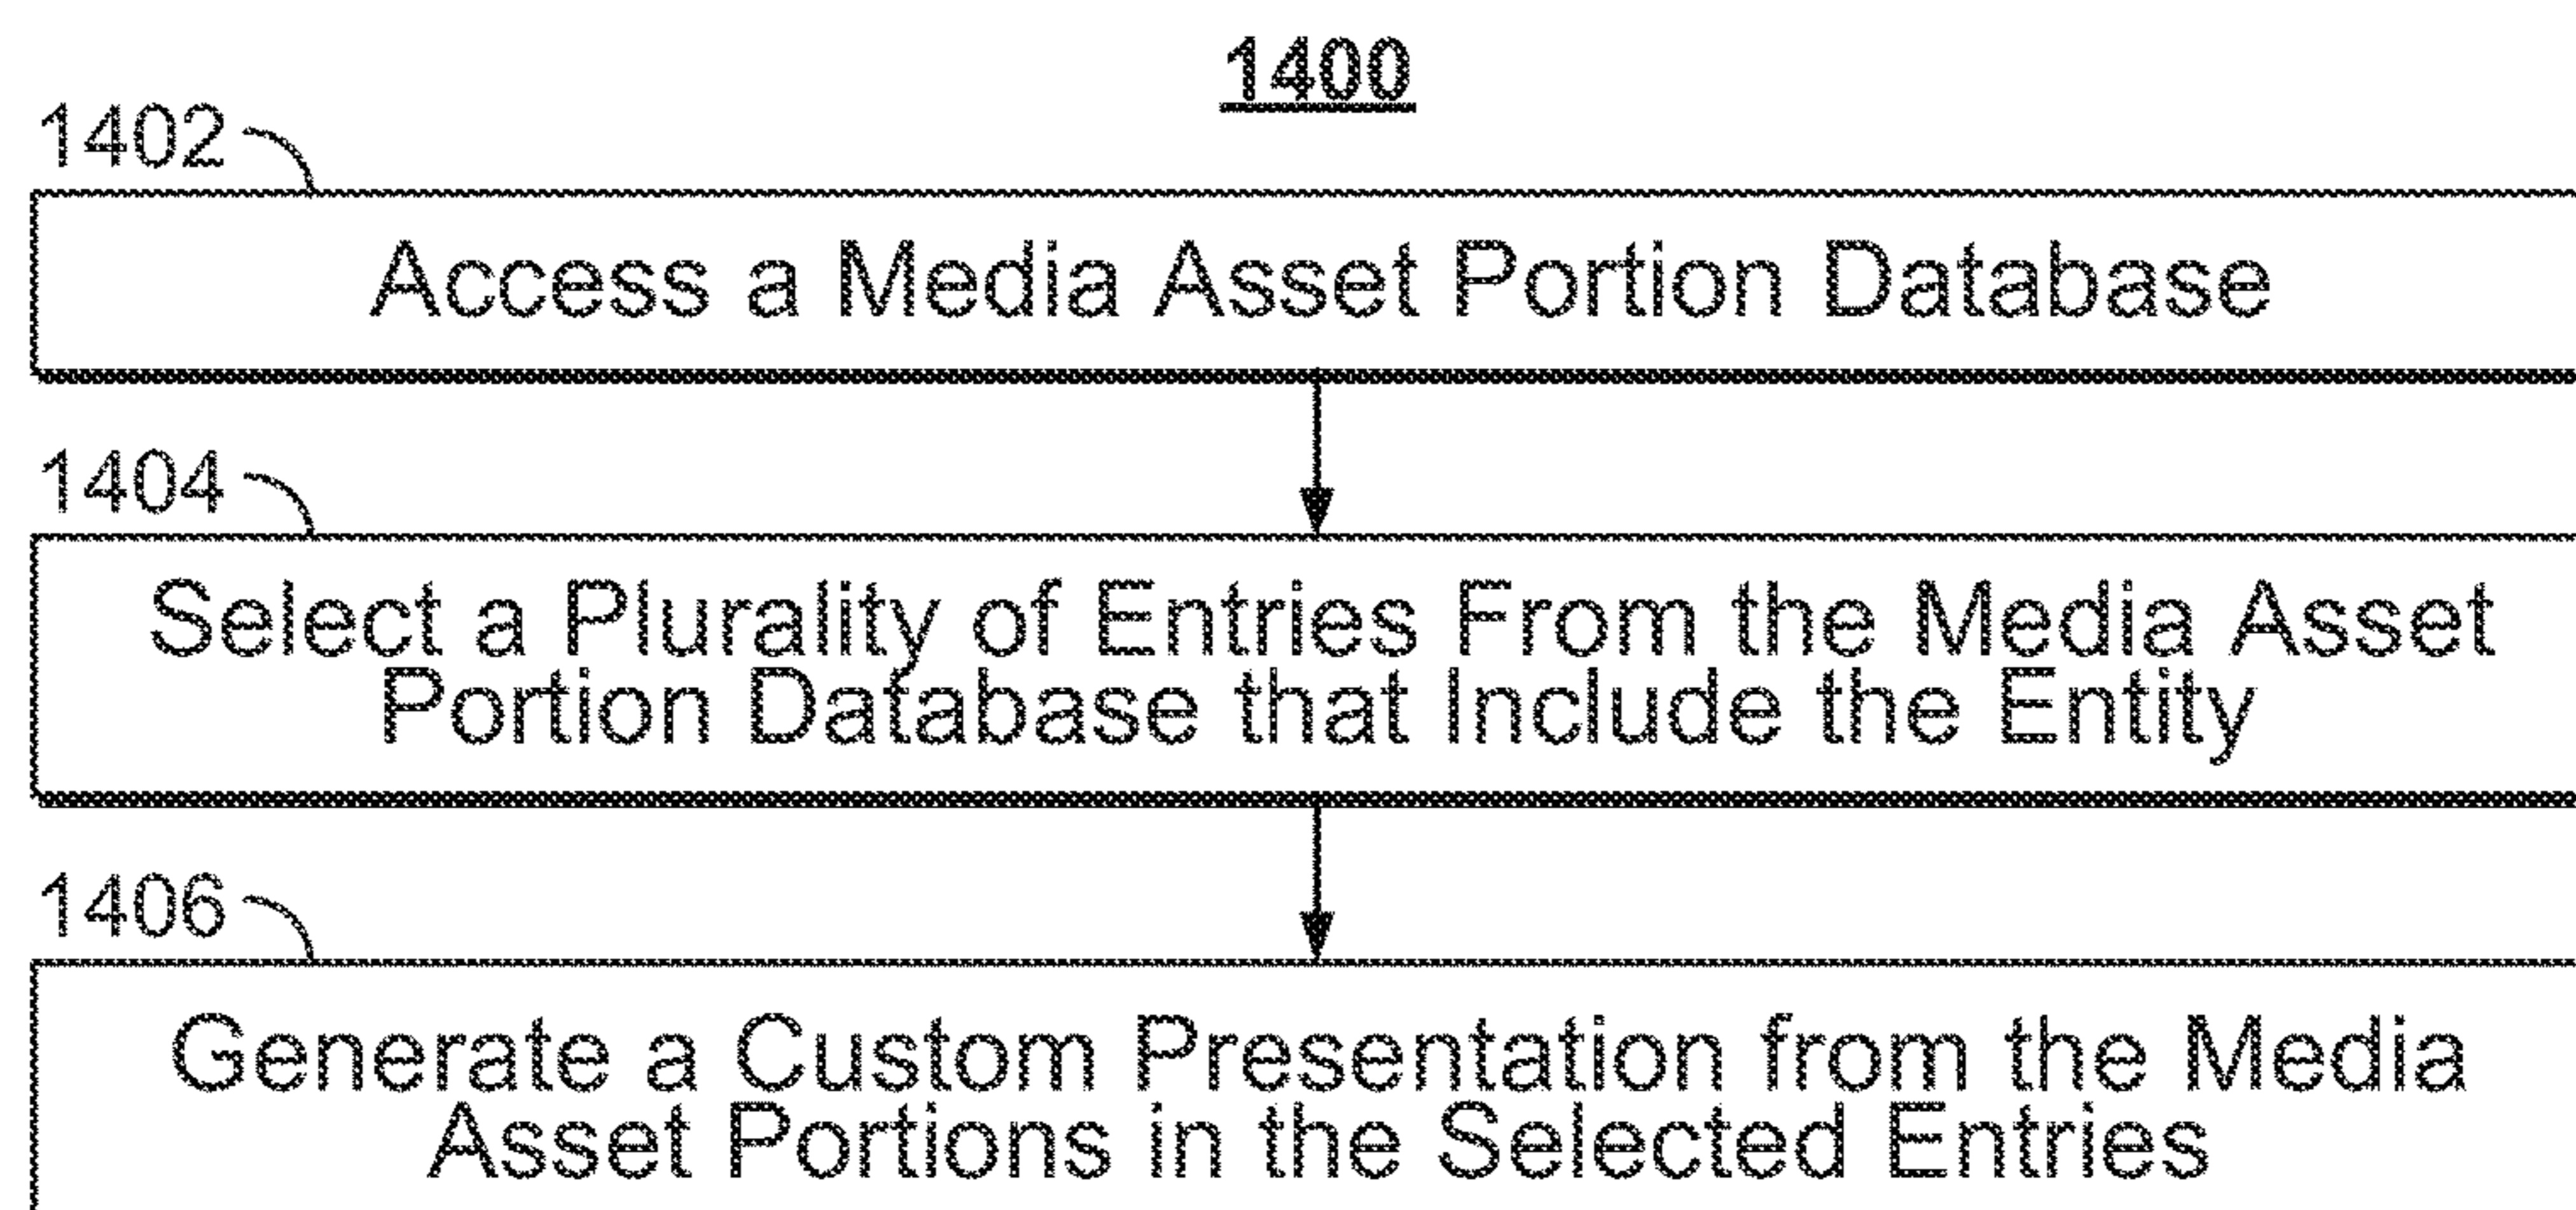 1400
1402
Access a Media Asset Portion Database
1404
Select a Plurality of Entries From the Media Asset
Portion Database that Include the Entity
1406
Generate a Custom Presentation from the Media
Asset Portions in the Selected Entries